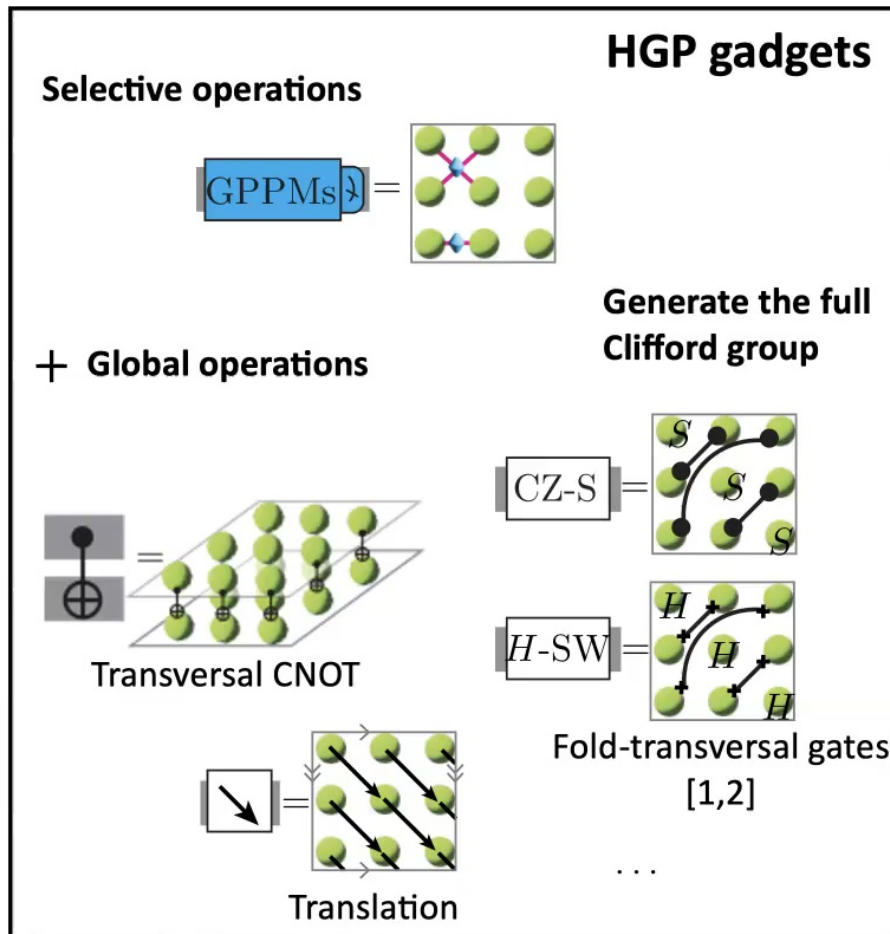 HGP gadgets
Selective operations
GPPMs
=
Generate the full
Clifford group
+ Global operations
CZ-S
=
S
S
S
=
Transversal CNOT
H-SW
=
H
H
H
Fold-transversal gates
[1,2]
=
Translation
. . .